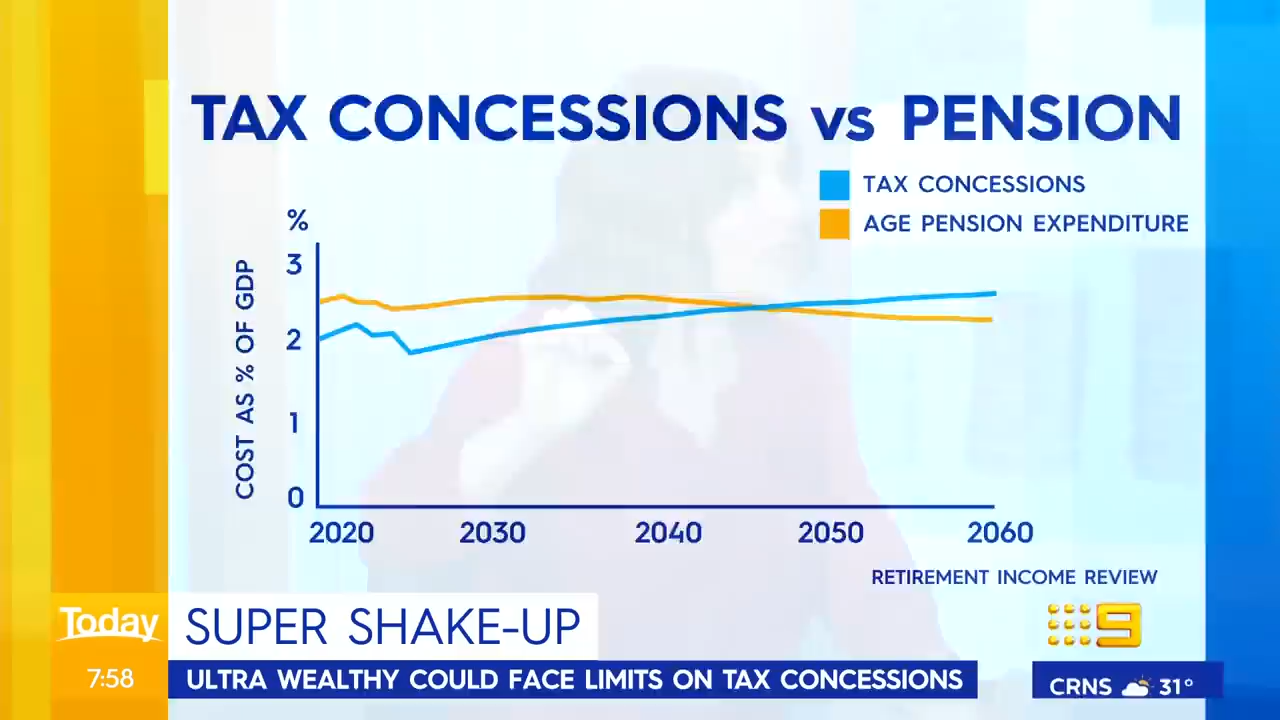 TAX CONCESSIONS vs PENSION
TAX CONCESSIONS
AGE PENSION EXPENDITURE
%
3
2
1
0
COST AS % OF GDP
2020 2030 2040 2050 2060
RETIREMENT INCOME REVIEW
Today
SUPER SHAKE-UP
9
7:58
ULTRA WEALTHY COULD FACE LIMITS ON TAX CONCESSIONS
CRNS 31°